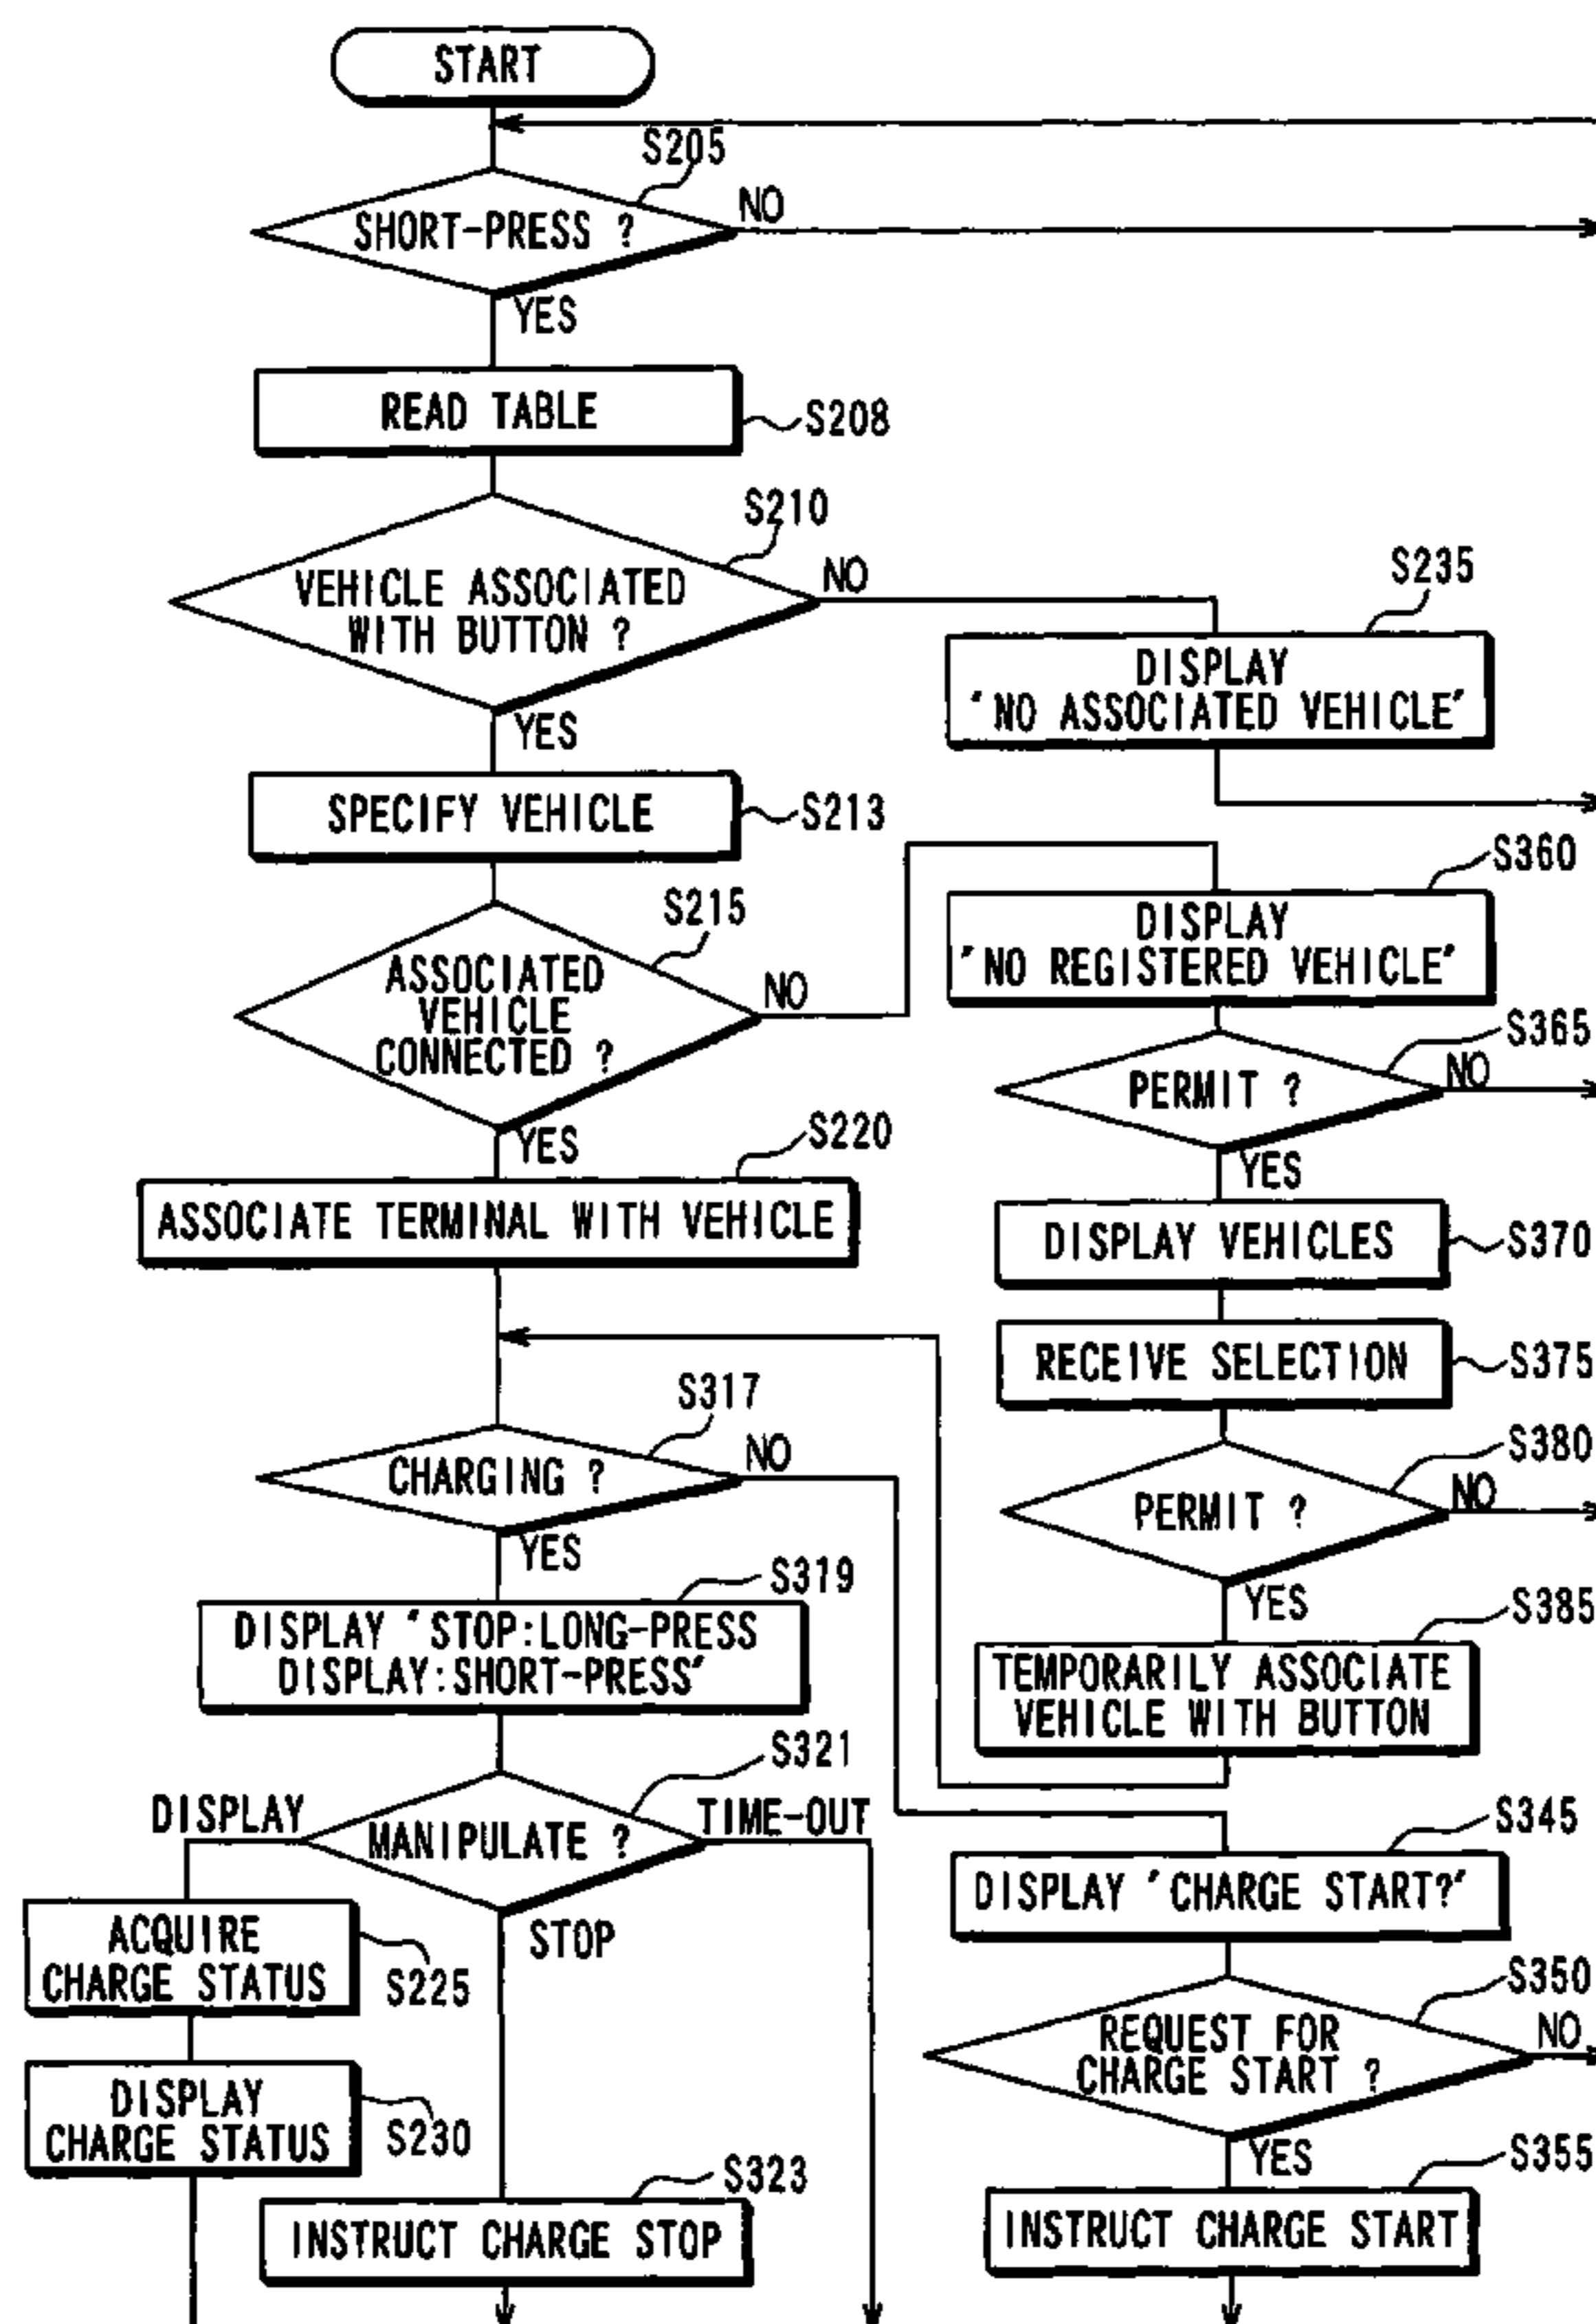 START
S205
SHORT-PRESS ?
NO
YES
READ TABLE
S208
S210
VEHICLE ASSOCIATED
WITH BUTTON ?
NO
YES
S235
DISPLAY
"NO ASSOCIATED VEHICLE"
SPECIFY VEHICLE
S213
S215
ASSOCIATED
VEHICLE
CONNECTED ?
NO
YES
S360
DISPLAY
"NO REGISTERED VEHICLE"
S365
PERMIT ?
NO
YES
S220
ASSOCIATE TERMINAL WITH VEHICLE
DISPLAY VEHICLES
S370
RECEIVE SELECTION
S375
S317
CHARGING ?
NO
YES
S380
PERMIT ?
NO
YES
S319
DISPLAY "STOP:LONG-PRESS
DISPLAY:SHORT-PRESS"
S385
TEMPORARILY ASSOCIATE
VEHICLE WITH BUTTON
S321
MANIPULATE ?
DISPLAY
TIME-OUT
STOP
S345
DISPLAY "CHARGE START?"
ACQUIRE
CHARGE STATUS
S225
S350
REQUEST FOR
CHARGE START ?
NO
YES
DISPLAY
CHARGE STATUS
S230
S323
INSTRUCT CHARGE STOP
S355
INSTRUCT CHARGE START